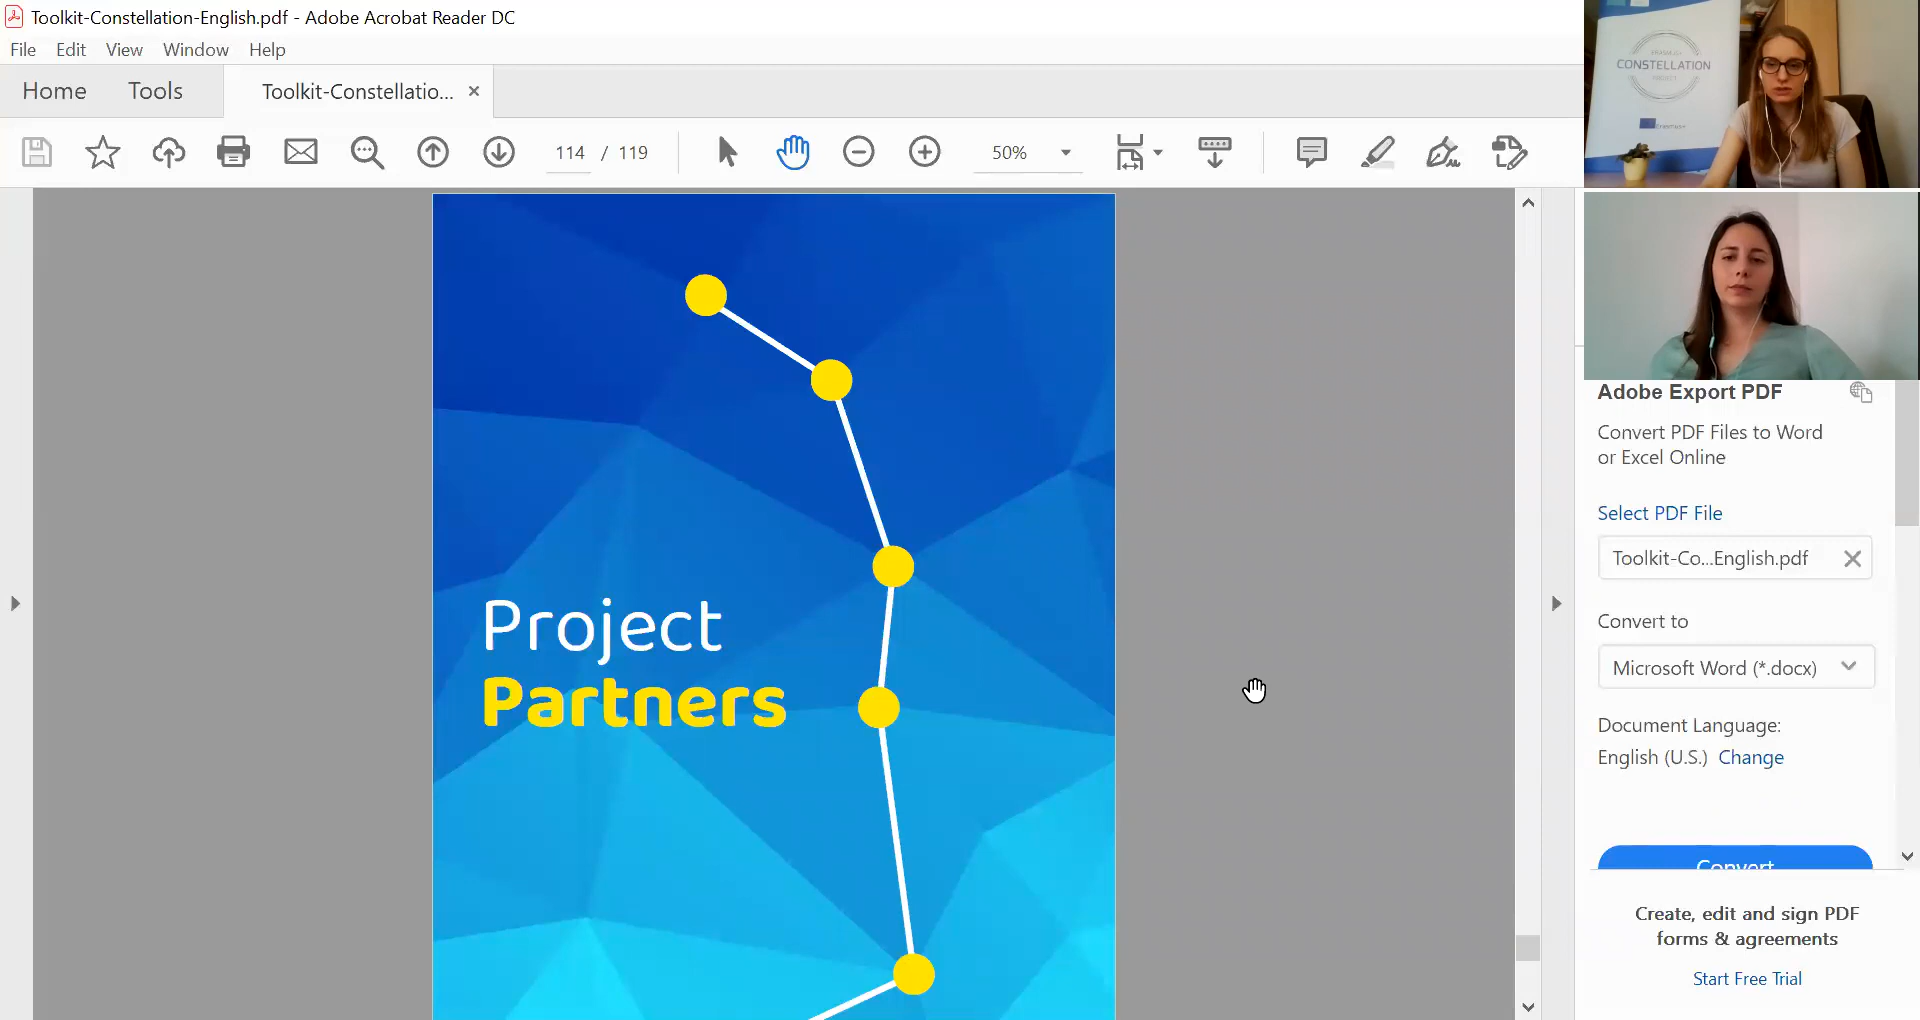 Toolkit-Constellation-English.pdf - Adobe Acrobat Reader DC
File Edit View Window Help
Home Tools Toolkit-Constellatio... ×
114 / 119 50%
CONSTELLATION
PROJECT
Erasmus+
Project
Partners
Adobe Export PDF
Convert PDF Files to Word
or Excel Online
Select PDF File
Toolkit-Co...English.pdf
Convert to
Microsoft Word (*.docx)
Document Language:
English (U.S.) Change
Convert
Create, edit and sign PDF
forms & agreements
Start Free Trial